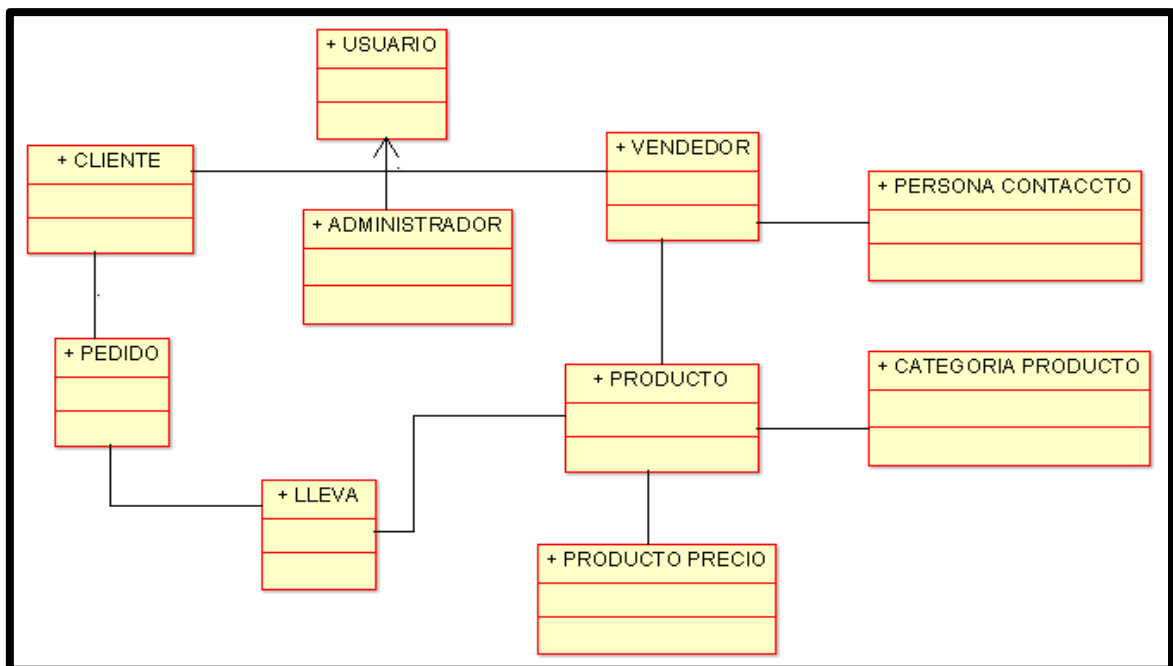 + USUARIO
+ CLIENTE
+ VENDEDOR
+ PERSONA CONTACCTO
+ ADMINISTRADOR
+ PEDIDO
+ PRODUCTO
+ CATEGORIA PRODUCTO
+ LLEVA
+ PRODUCTO PRECIO